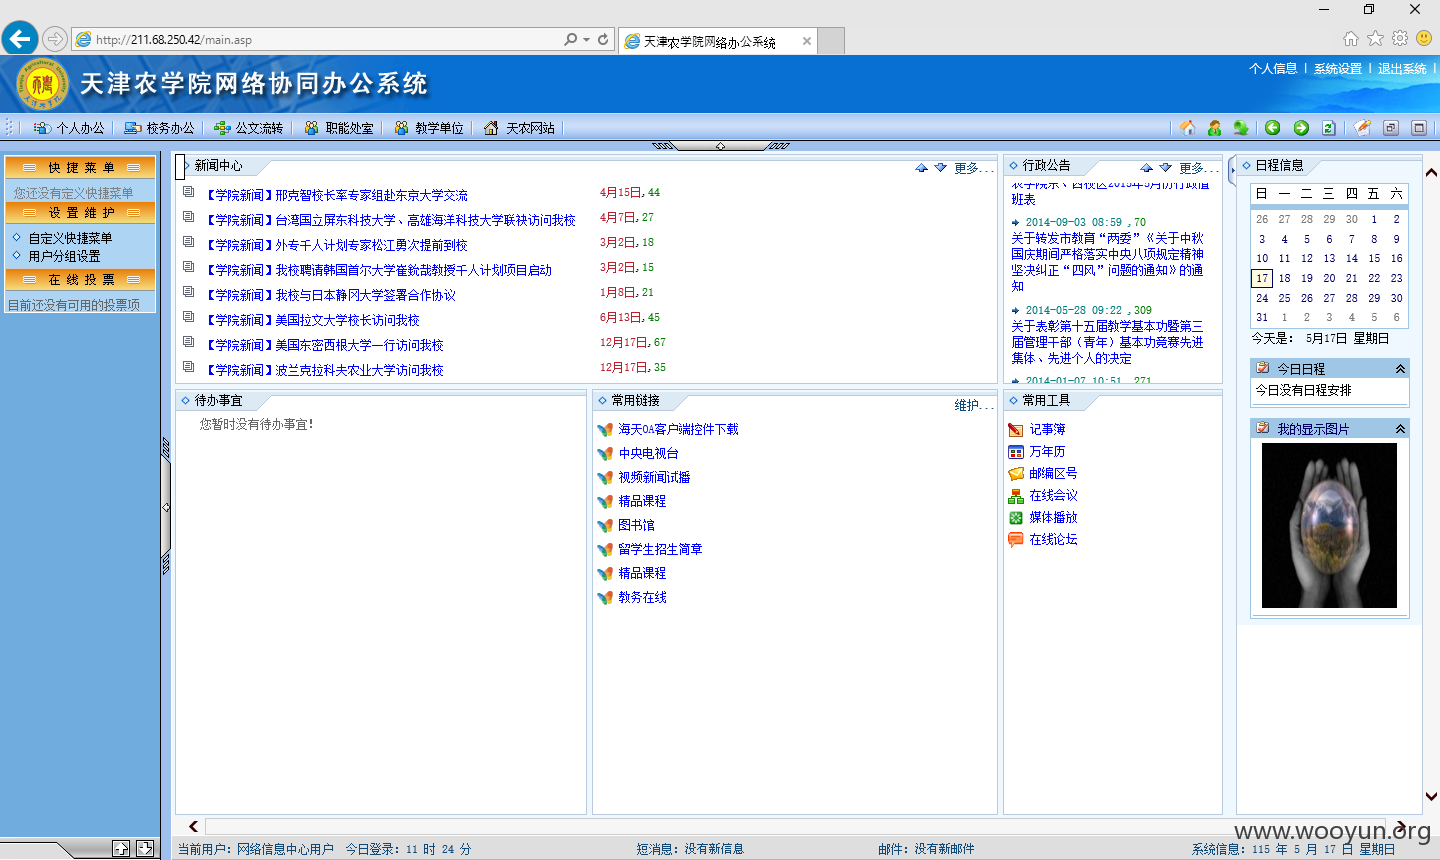 http://211.68.250.42/main.asp
天津农学院网络办公系统
天津农学院网络协同办公系统
个人信息 | 系统设置 | 退出系统 |
个人办公 校务办公 公文流转 职能处室 教学单位 天农网站
快 捷 菜 单
您还没有定义快捷菜单
设 置 维 护
自定义快捷菜单
用户分组设置
在 线 投 票
目前还没有可用的投票项
新闻中心 更多...
【学院新闻】邢克智校长率专家组赴东京大学交流 4月15日,44
【学院新闻】台湾国立屏东科技大学、高雄海洋科技大学联袂访问我校 4月7日,27
【学院新闻】外专千人计划专家松江勇次提前到校 3月2日,18
【学院新闻】我校聘请韩国首尔大学崔銃哉教授千人计划项目启动 3月2日,15
【学院新闻】我校与日本静冈大学签署合作协议 1月8日,21
【学院新闻】美国拉文大学校长访问我校 6月13日,45
【学院新闻】美国东密西根大学一行访问我校 12月17日,67
【学院新闻】波兰克拉科夫农业大学访问我校 12月17日,35
行政公告 更多...
农学院东、西校区2015年5月份行政值
班表
2014-09-03 08:59 ,70
关于转发市教育“两委”《关于中秋
国庆期间严格落实中央八项规定精神
坚决纠正“四风”问题的通知》的通
知
2014-05-28 09:22 ,309
关于表彰第十五届教学基本功暨第三
届管理干部（青年）基本功竞赛先进
集体、先进个人的决定
2014-01-07 10:51 ,271
日程信息
日 一 二 三 四 五 六
26 27 28 29 30 1 2
3 4 5 6 7 8 9
10 11 12 13 14 15 16
17 18 19 20 21 22 23
24 25 26 27 28 29 30
31 1 2 3 4 5 6
今天是: 5月17日 星期日
今日日程
今日没有日程安排
我的显示图片
待办事宜
您暂时没有待办事宜!
常用链接 维护...
海天OA客户端控件下载
中央电视台
视频新闻试播
精品课程
图书馆
留学生招生简章
精品课程
教务在线
常用工具
记事簿
万年历
邮编区号
在线会议
媒体播放
在线论坛
当前用户: 网络信息中心用户 今日登录: 11 时 24 分 短消息: 没有新信息 邮件: 没有新邮件 系统信息: 115 年 5 月 17 日 星期日
www.wooyun.org